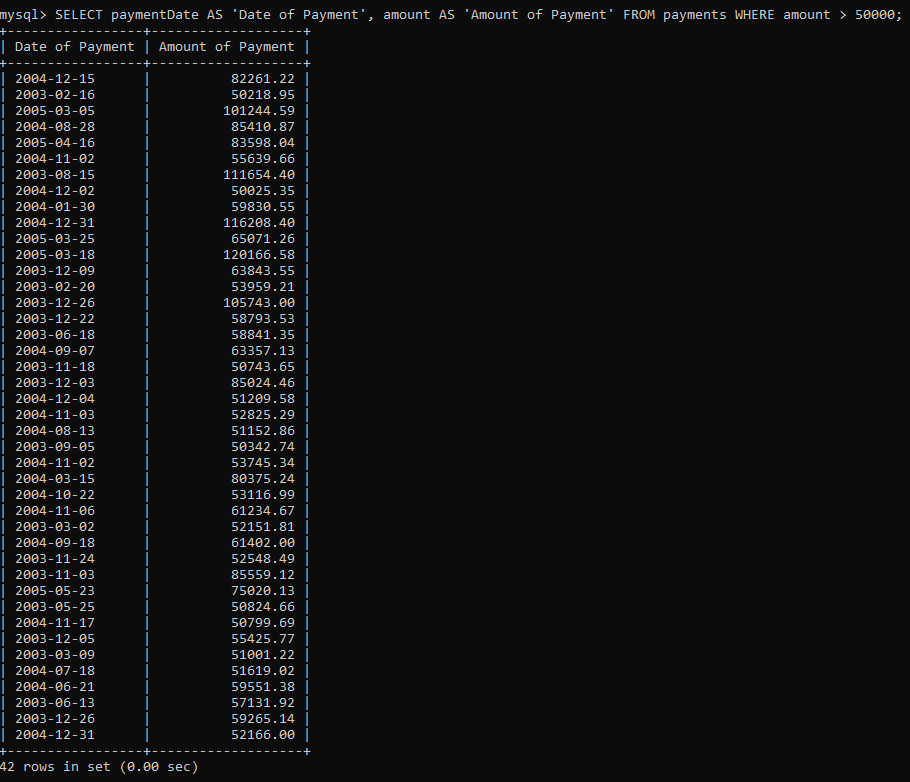 mysql> SELECT paymentDate AS 'Date of Payment', amount AS 'Amount of Payment' FROM payments WHERE amount > 50000;
+-----------------+-------------------+
| Date of Payment | Amount of Payment |
+-----------------+-------------------+
| 2004-12-15      |          82261.22 |
| 2003-02-16      |          50218.95 |
| 2005-03-05      |         101244.59 |
| 2004-08-28      |          85410.87 |
| 2005-04-16      |          83598.04 |
| 2004-11-02      |          55639.66 |
| 2003-08-15      |         111654.40 |
| 2004-12-02      |          50025.35 |
| 2004-01-30      |          59830.55 |
| 2004-12-31      |         116208.40 |
| 2005-03-25      |          65071.26 |
| 2005-03-18      |         120166.58 |
| 2003-12-09      |          63843.55 |
| 2003-02-20      |          53959.21 |
| 2003-12-26      |         105743.00 |
| 2003-12-22      |          58793.53 |
| 2003-06-18      |          58841.35 |
| 2004-09-07      |          63357.13 |
| 2003-11-18      |          50743.65 |
| 2003-12-03      |          85024.46 |
| 2004-12-04      |          51209.58 |
| 2004-11-03      |          52825.29 |
| 2004-08-13      |          51152.86 |
| 2003-09-05      |          50342.74 |
| 2004-11-02      |          53745.34 |
| 2004-03-15      |          80375.24 |
| 2004-10-22      |          53116.99 |
| 2004-11-06      |          61234.67 |
| 2003-03-02      |          52151.81 |
| 2004-09-18      |          61402.00 |
| 2003-11-24      |          52548.49 |
| 2003-11-03      |          85559.12 |
| 2005-05-23      |          75020.13 |
| 2003-05-25      |          50824.66 |
| 2004-11-17      |          50799.69 |
| 2003-12-05      |          55425.77 |
| 2003-03-09      |          51001.22 |
| 2004-07-18      |          51619.02 |
| 2004-06-21      |          59551.38 |
| 2003-06-13      |          57131.92 |
| 2003-12-26      |          59265.14 |
| 2004-12-31      |          52166.00 |
+-----------------+-------------------+
42 rows in set (0.00 sec)